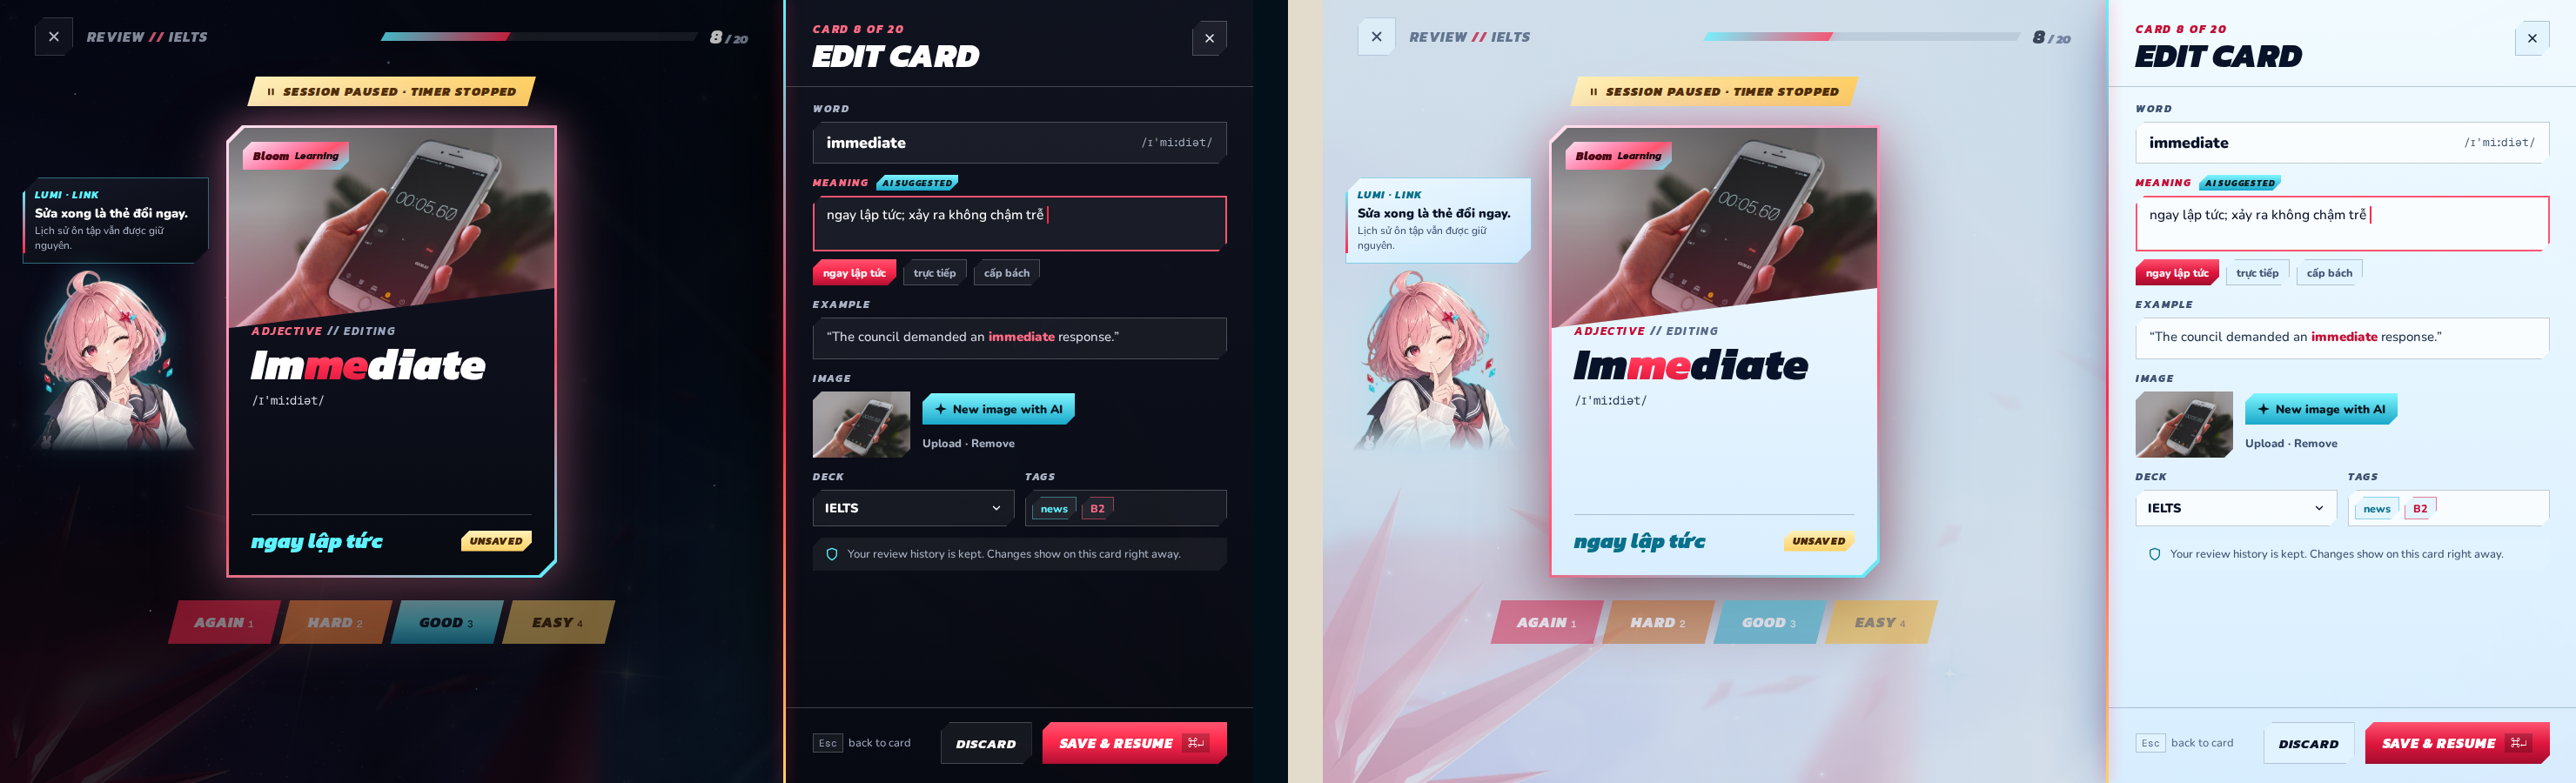 REVIEW // IELTS
8 / 20
SESSION PAUSED · TIMER STOPPED
LUMI · LINK
Sửa xong là thẻ đổi ngay.
Lịch sử ôn tập vẫn được giữ
nguyên.
Bloom Learning
00:05.60
ADJECTIVE // EDITING
Immediate
/ɪˈmiːdiət/
ngay lập tức
UNSAVED
AGAIN 1
HARD 2
GOOD 3
EASY 4
CARD 8 OF 20
EDIT CARD
WORD
immediate
/ɪˈmiːdiət/
MEANING
AI SUGGESTED
ngay lập tức; xảy ra không chậm trễ
ngay lập tức
trực tiếp
cấp bách
EXAMPLE
“The council demanded an immediate response.”
IMAGE
New image with AI
Upload · Remove
DECK
TAGS
IELTS
news
B2
Your review history is kept. Changes show on this card right away.
Esc back to card
DISCARD
SAVE & RESUME ⌘↵
REVIEW // IELTS
8 / 20
SESSION PAUSED · TIMER STOPPED
LUMI · LINK
Sửa xong là thẻ đổi ngay.
Lịch sử ôn tập vẫn được giữ
nguyên.
Bloom Learning
00:05.60
ADJECTIVE // EDITING
Immediate
/ɪˈmiːdiət/
ngay lập tức
UNSAVED
AGAIN 1
HARD 2
GOOD 3
EASY 4
CARD 8 OF 20
EDIT CARD
WORD
immediate
/ɪˈmiːdiət/
MEANING
AI SUGGESTED
ngay lập tức; xảy ra không chậm trễ
ngay lập tức
trực tiếp
cấp bách
EXAMPLE
“The council demanded an immediate response.”
IMAGE
New image with AI
Upload · Remove
DECK
TAGS
IELTS
news
B2
Your review history is kept. Changes show on this card right away.
Esc back to card
DISCARD
SAVE & RESUME ⌘↵